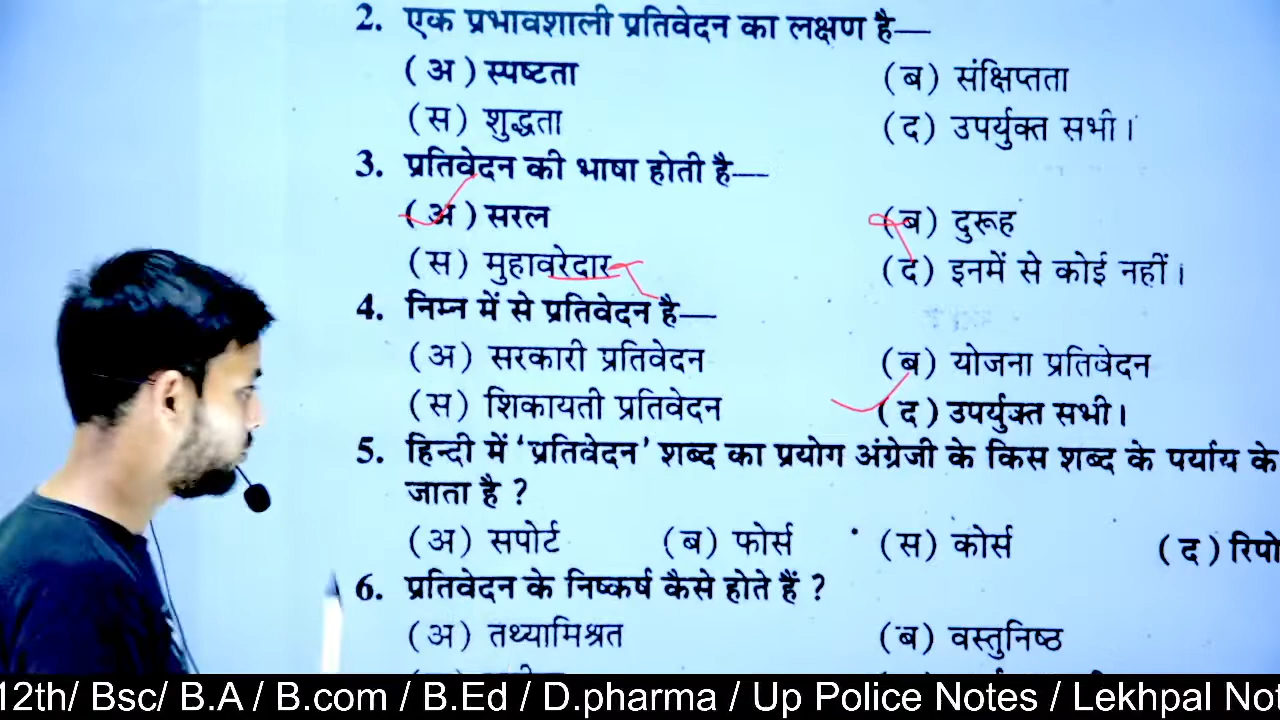 2. एक प्रभावशाली प्रतिवेदन का लक्षण है—
(अ) स्पष्टता (ब) संक्षिप्तता
(स) शुद्धता (द) उपर्युक्त सभी।
3. प्रतिवेदन की भाषा होती है—
(अ) सरल (ब) दुरूह
(स) मुहावरेदार (द) इनमें से कोई नहीं।
4. निम्न में से प्रतिवेदन है—
(अ) सरकारी प्रतिवेदन (ब) योजना प्रतिवेदन
(स) शिकायती प्रतिवेदन (द) उपर्युक्त सभी।
5. हिन्दी में 'प्रतिवेदन' शब्द का प्रयोग अंग्रेजी के किस शब्द के पर्याय के
जाता है ?
(अ) सपोर्ट (ब) फोर्स (स) कोर्स (द) रिपो
6. प्रतिवेदन के निष्कर्ष कैसे होते हैं ?
(अ) तथ्यामिश्रत (ब) वस्तुनिष्ठ
12th/ Bsc/ B.A / B.com / B.Ed / D.pharma / Up Police Notes / Lekhpal Not